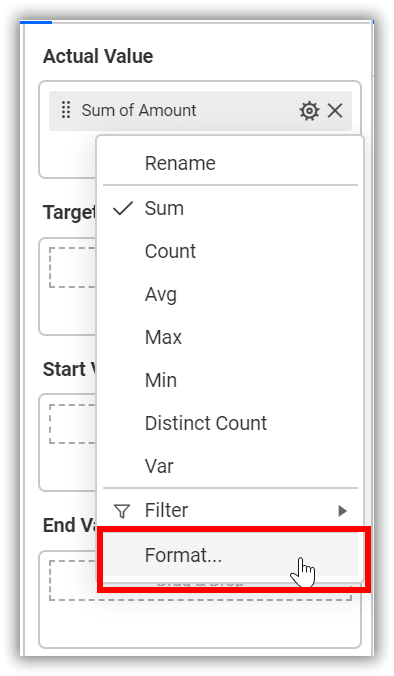 Actual Value
Sum of Amount
Rename
Sum
Target
Count
Avg
Max
Start V
Min
Distinct Count
Var
Filter
End Va
Format...